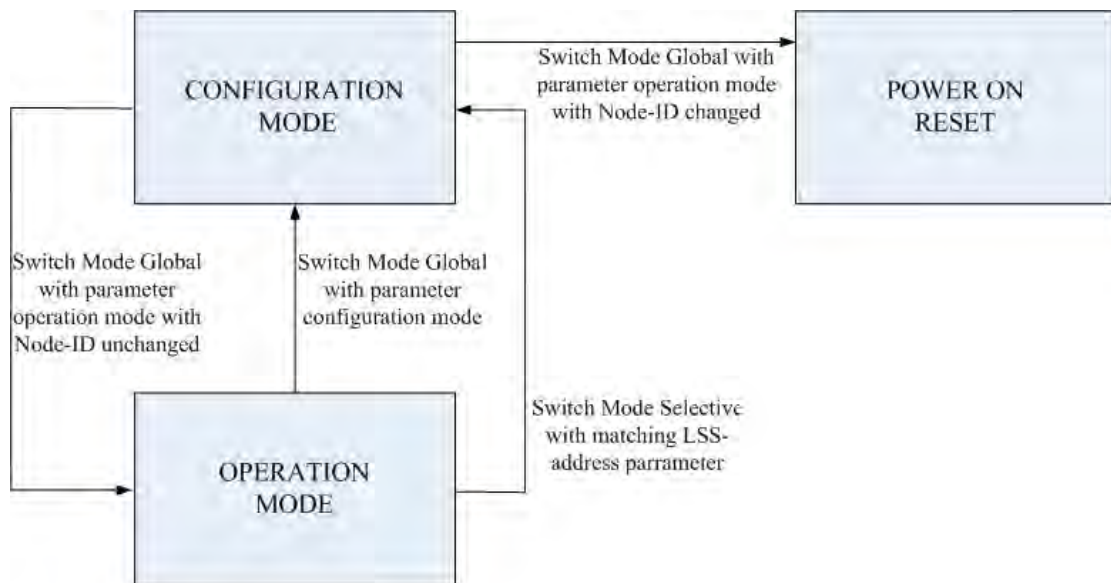 CONFIGURATION
MODE
Switch Mode Global with
parameter operation mode
with Node-ID changed
POWER ON
RESET
Switch Mode Global
with parameter
operation mode with
Node-ID unchanged
Switch Mode Global
with parameter
configuration mode
Switch Mode Selective
with matching LSS-
address parrameter
OPERATION
MODE